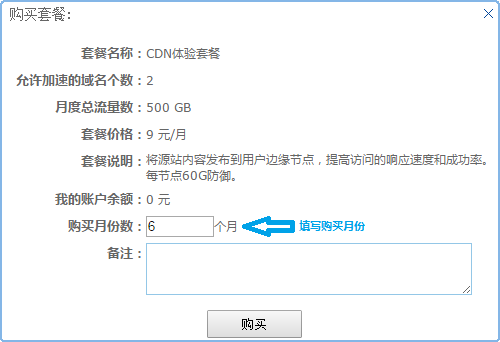 购买套餐:
套餐名称：CDN体验套餐
允许加速的域名个数：2
月度总流量数：500 GB
套餐价格：9 元/月
套餐说明：将源站内容发布到用户边缘节点，提高访问的响应速度和成功率。
每节点60G防御。
我的账户余额：0 元
购买月份数：6 个月 填写购买月份
备注：
购买